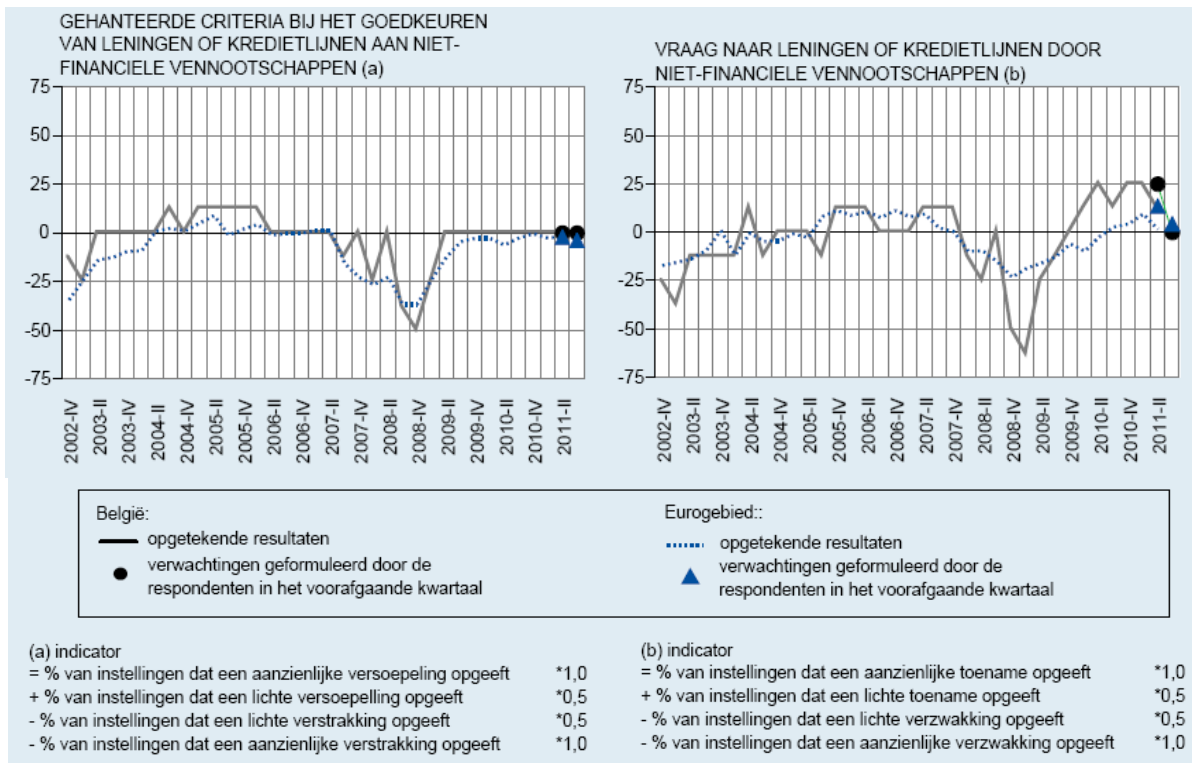 GEHANTEERDE CRITERIA BIJ HET GOEDKEUREN
VAN LENINGEN OF KREDIETLIJNEN AAN NIET-
FINANCIELE VENNOOTSCHAPPEN (a)
75
50
25
0
-25
-50
-75
2002-IV
2003-II
2003-IV
2004-II
2004-IV
2005-II
2005-IV
2006-II
2006-IV
2007-II
2007-IV
2008-II
2008-IV
2009-II
2009-IV
2010-II
2010-IV
2011-II
VRAAG NAAR LENINGEN OF KREDIETLIJNEN DOOR
NIET-FINANCIELE VENNOOTSCHAPPEN (b)
75
50
25
0
-25
-50
-75
2002-IV
2003-II
2003-IV
2004-II
2004-IV
2005-II
2005-IV
2006-II
2006-IV
2007-II
2007-IV
2008-II
2008-IV
2009-II
2009-IV
2010-II
2010-IV
2011-II
België:
opgetekende resultaten
verwachtingen geformuleerd door de
respondenten in het voorafgaande kwartaal
Eurogebied::
opgetekende resultaten
verwachtingen geformuleerd door de
respondenten in het voorafgaande kwartaal
(a) indicator
= % van instellingen dat een aanzienlijke versoepeling opgeeft *1,0
+ % van instellingen dat een lichte versoepelling opgeeft *0,5
- % van instellingen dat een lichte verstrakking opgeeft *0,5
- % van instellingen dat een aanzienlijke verstrakking opgeeft *1,0
(b) indicator
= % van instellingen dat een aanzienlijke toename opgeeft *1,0
+ % van instellingen dat een lichte toename opgeeft *0,5
- % van instellingen dat een lichte verzwakking opgeeft *0,5
- % van instellingen dat een aanzienlijke verzwakking opgeeft *1,0